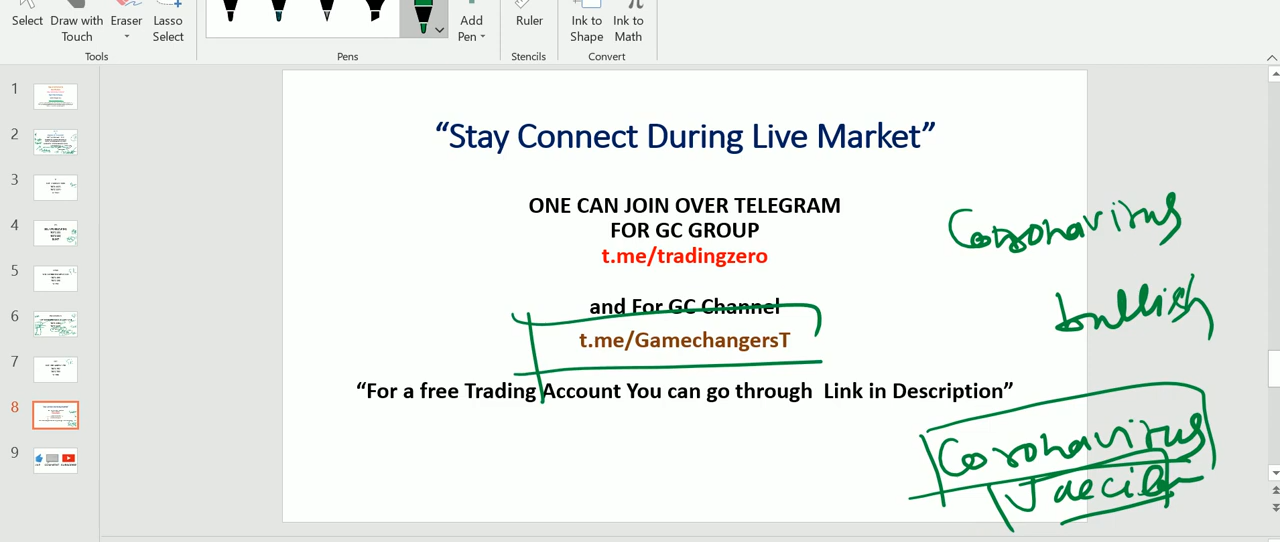 Select
Draw with Touch
Eraser
Lasso Select
Add Pen
Ruler
Ink to Shape
Ink to Math
Tools
Pens
Stencils
Convert
1
2
3
4
5
6
7
8
9
“Stay Connect During Live Market”
ONE CAN JOIN OVER TELEGRAM
FOR GC GROUP
t.me/tradingzero
and For GC Channel
t.me/GamechangersT
“For a free Trading Account You can go through Link in Description”
Coronavirus
bullish
Coronavirus